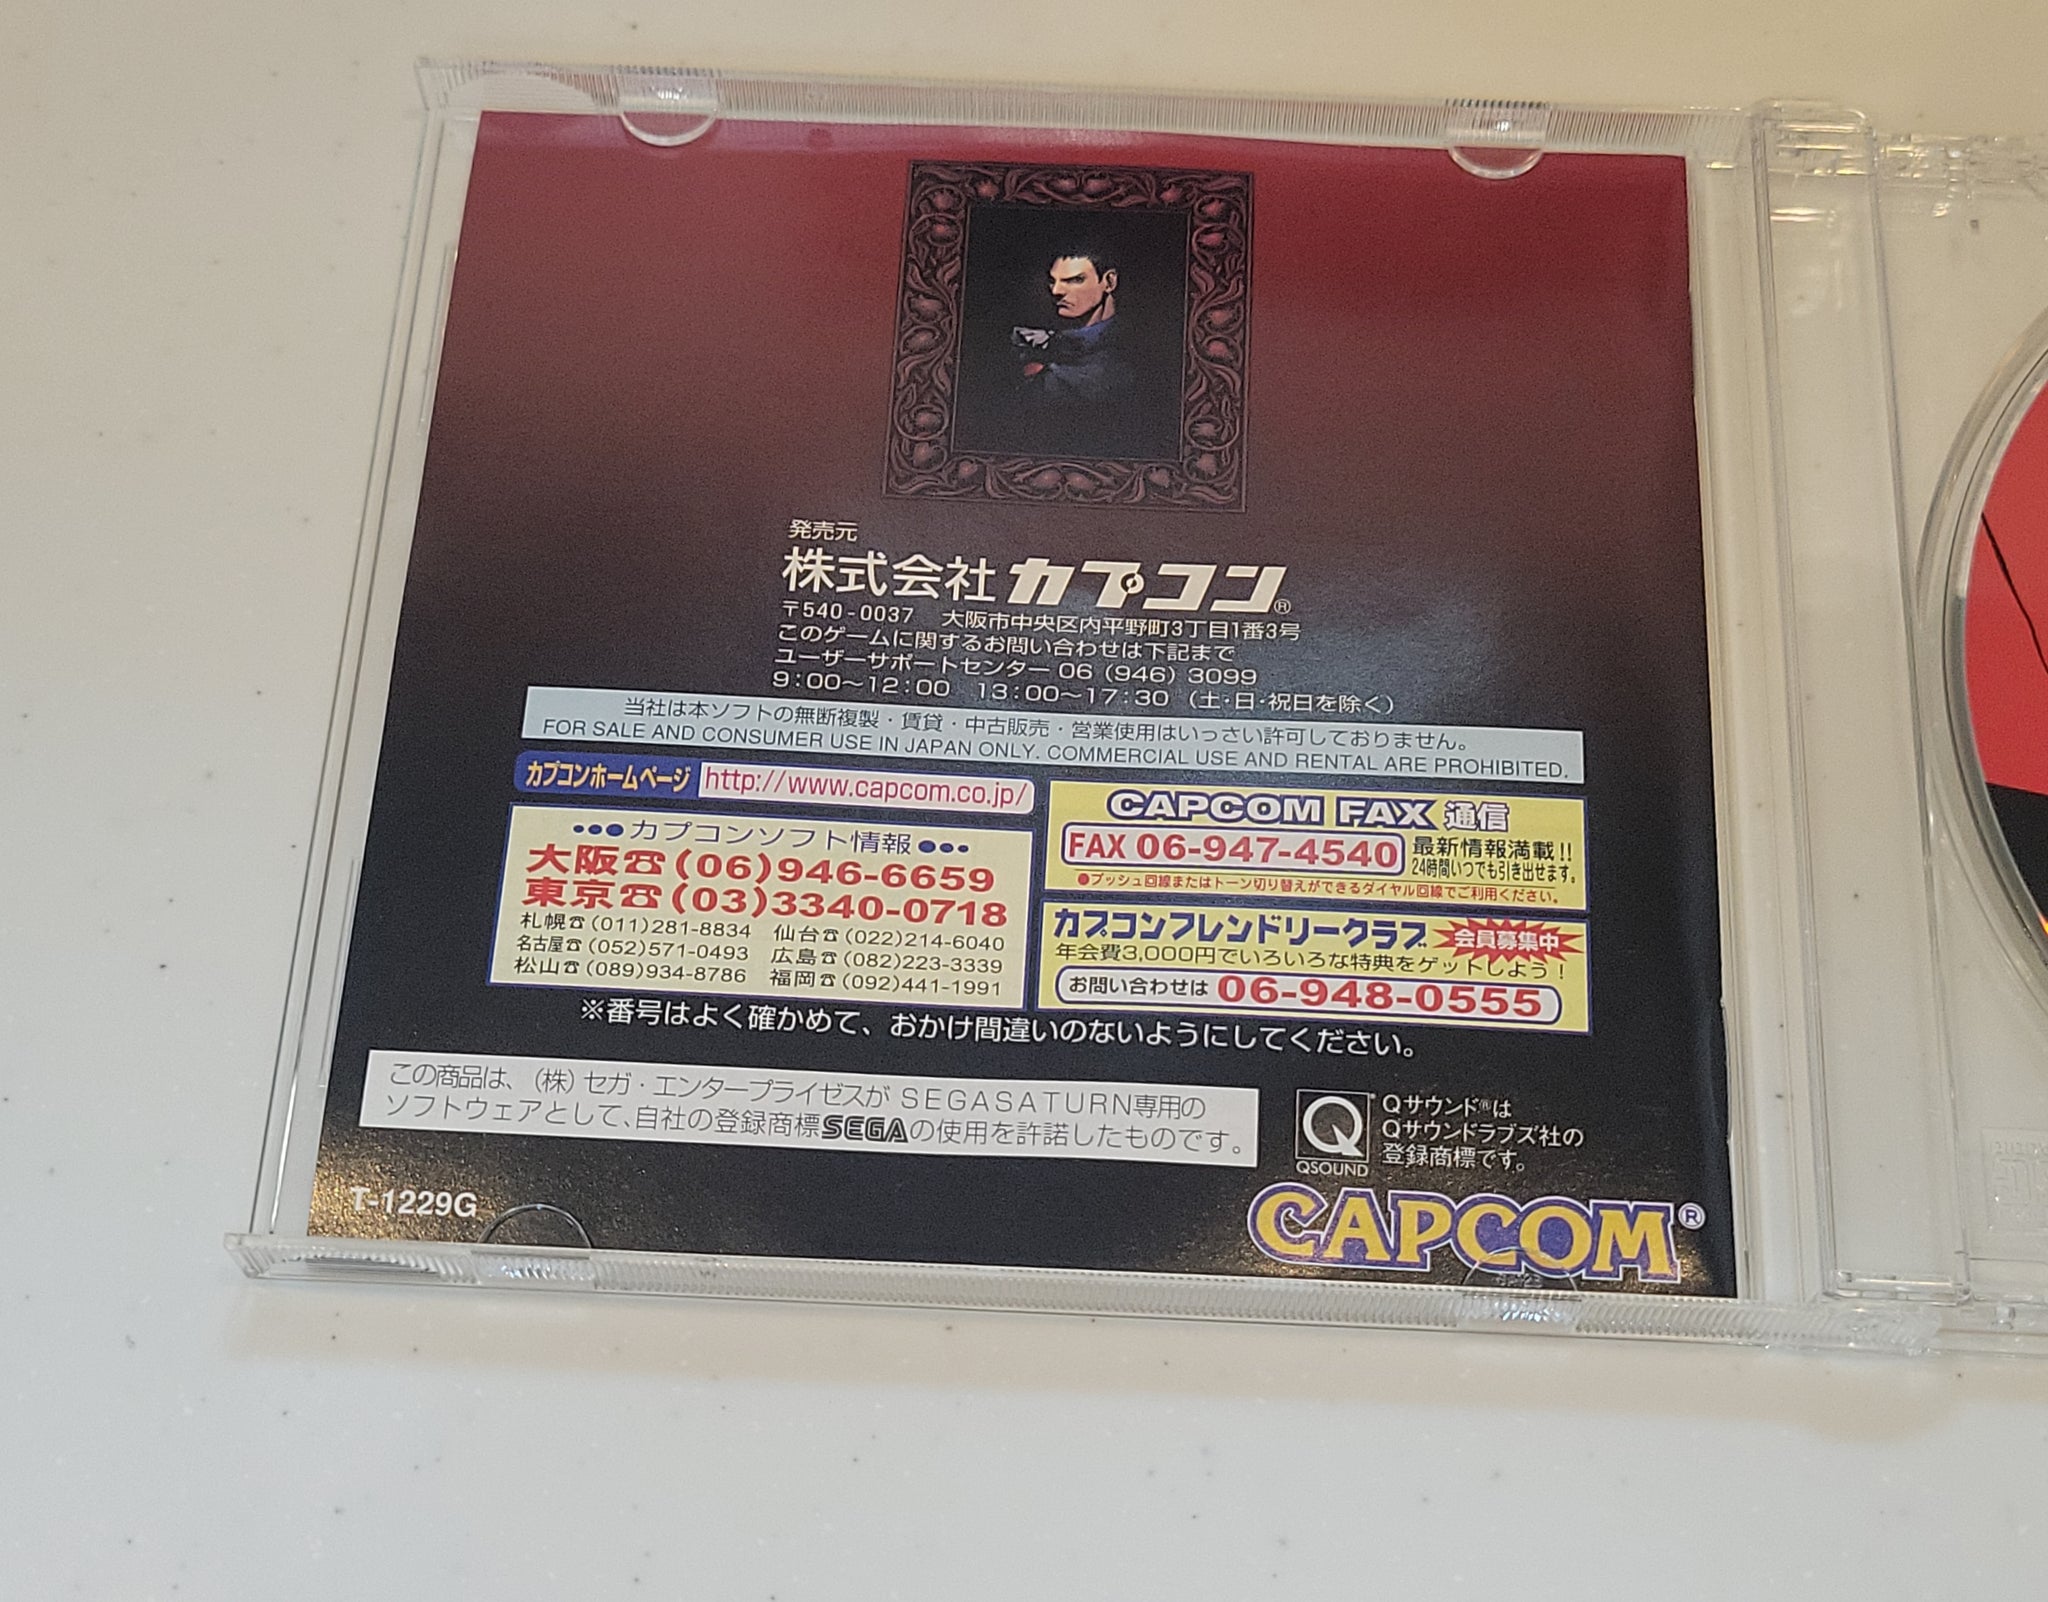 発売元
株式会社カプコン®
〒540-0037 大阪市中央区内平野町3丁目1番3号
このゲームに関するお問い合わせは下記まで
ユーザーサポートセンター 06 (946) 3099
9:00～12:00 13:00～17:30 (土・日・祝日を除く)
当社は本ソフトの無断複製・賃貸・中古販売・営業使用はいっさい許可しておりません。
FOR SALE AND CONSUMER USE IN JAPAN ONLY. COMMERCIAL USE AND RENTAL ARE PROHIBITED.
カプコンホームページ http://www.capcom.co.jp/
●●●カプコンソフト情報●●●
大阪☎(06)946-6659
東京☎(03)3340-0718
札幌☎(011)281-8834 仙台☎(022)214-6040
名古屋☎(052)571-0493 広島☎(082)223-3339
松山☎(089)934-8786 福岡☎(092)441-1991
CAPCOM FAX 通信
FAX 06-947-4540 最新情報満載!!
24時間いつでも引き出せます。
●プッシュ回線またはトーン切り替えができるダイヤル回線でご利用ください。
カプコンフレンドリークラブ 会員募集中
年会費3,000円でいろいろな特典をゲットしよう!
お問い合わせは 06-948-0555
※番号はよく確かめて、おかけ間違いのないようにしてください。
この商品は、(株)セガ・エンタープライゼスが SEGASATURN専用の
ソフトウェアとして、自社の登録商標SEGAの使用を許諾したものです。
Q
QSOUND
Qサウンド®は
Qサウンドラブズ社の
登録商標です。
T-1229G
CAPCOM®